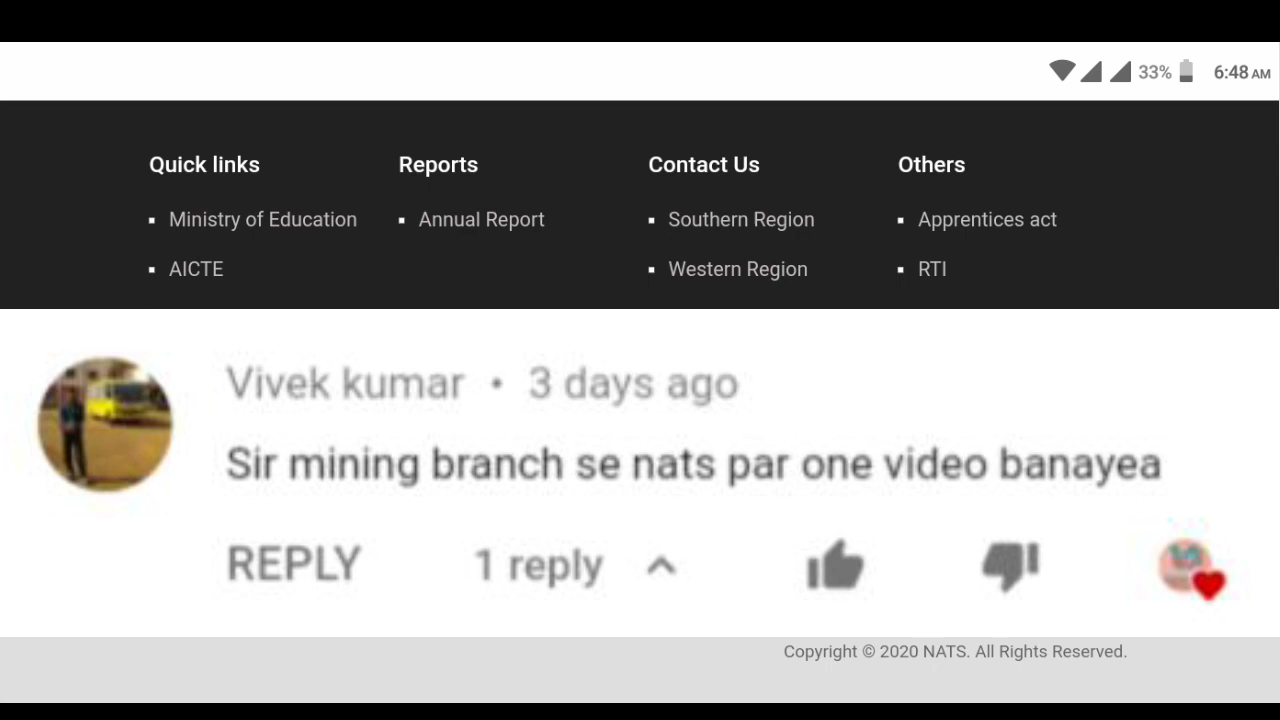 33% 6:48 AM
Quick links Reports Contact Us Others
Ministry of Education Annual Report Southern Region Apprentices act
AICTE Western Region RTI
Vivek kumar • 3 days ago
Sir mining branch se nats par one video banayea
REPLY 1 reply
Copyright © 2020 NATS. All Rights Reserved.